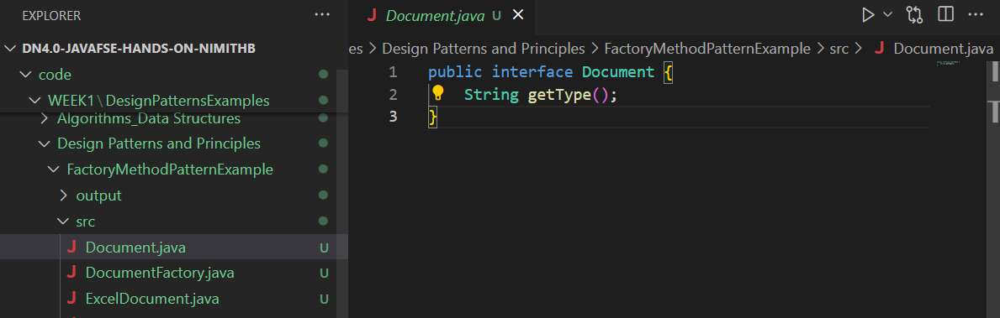 EXPLORER
DN4.0-JAVAFSE-HANDS-ON-NIMITHB
code
WEEK1\DesignPatternsExamples
Algorithms_Data Structures
Design Patterns and Principles
FactoryMethodPatternExample
output
src
J Document.java U
J DocumentFactory.java U
J ExcelDocument.java U
J Document.java U
es > Design Patterns and Principles > FactoryMethodPatternExample > src > J Document.java
1 public interface Document {
2 String getType();
3 }